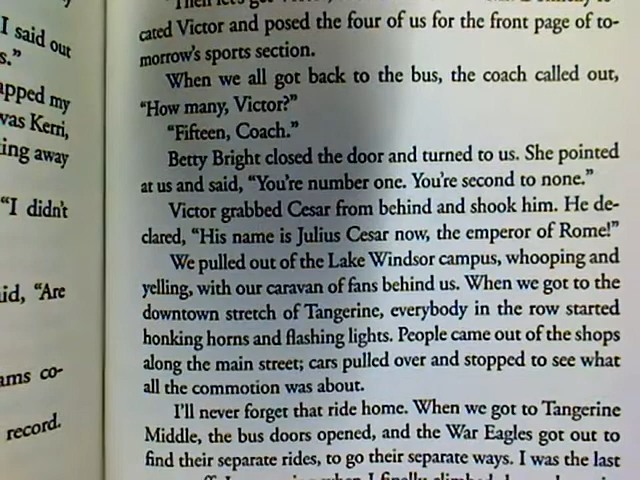 I said out
s."
apped my
was Kerri,
ing away
"I didn't
id, "Are
ams co-
record.
cated Victor and posed the four of us for the front page of to-
morrow's sports section.
When we all got back to the bus, the coach called out,
"How many, Victor?"
"Fifteen, Coach."
Betty Bright closed the door and turned to us. She pointed
at us and said, "You're number one. You're second to none."
Victor grabbed Cesar from behind and shook him. He de-
clared, "His name is Julius Cesar now, the emperor of Rome!"
We pulled out of the Lake Windsor campus, whooping and
yelling, with our caravan of fans behind us. When we got to the
downtown stretch of Tangerine, everybody in the row started
honking horns and flashing lights. People came out of the shops
along the main street; cars pulled over and stopped to see what
all the commotion was about.
I'll never forget that ride home. When we got to Tangerine
Middle, the bus doors opened, and the War Eagles got out to
find their separate rides, to go their separate ways. I was the last